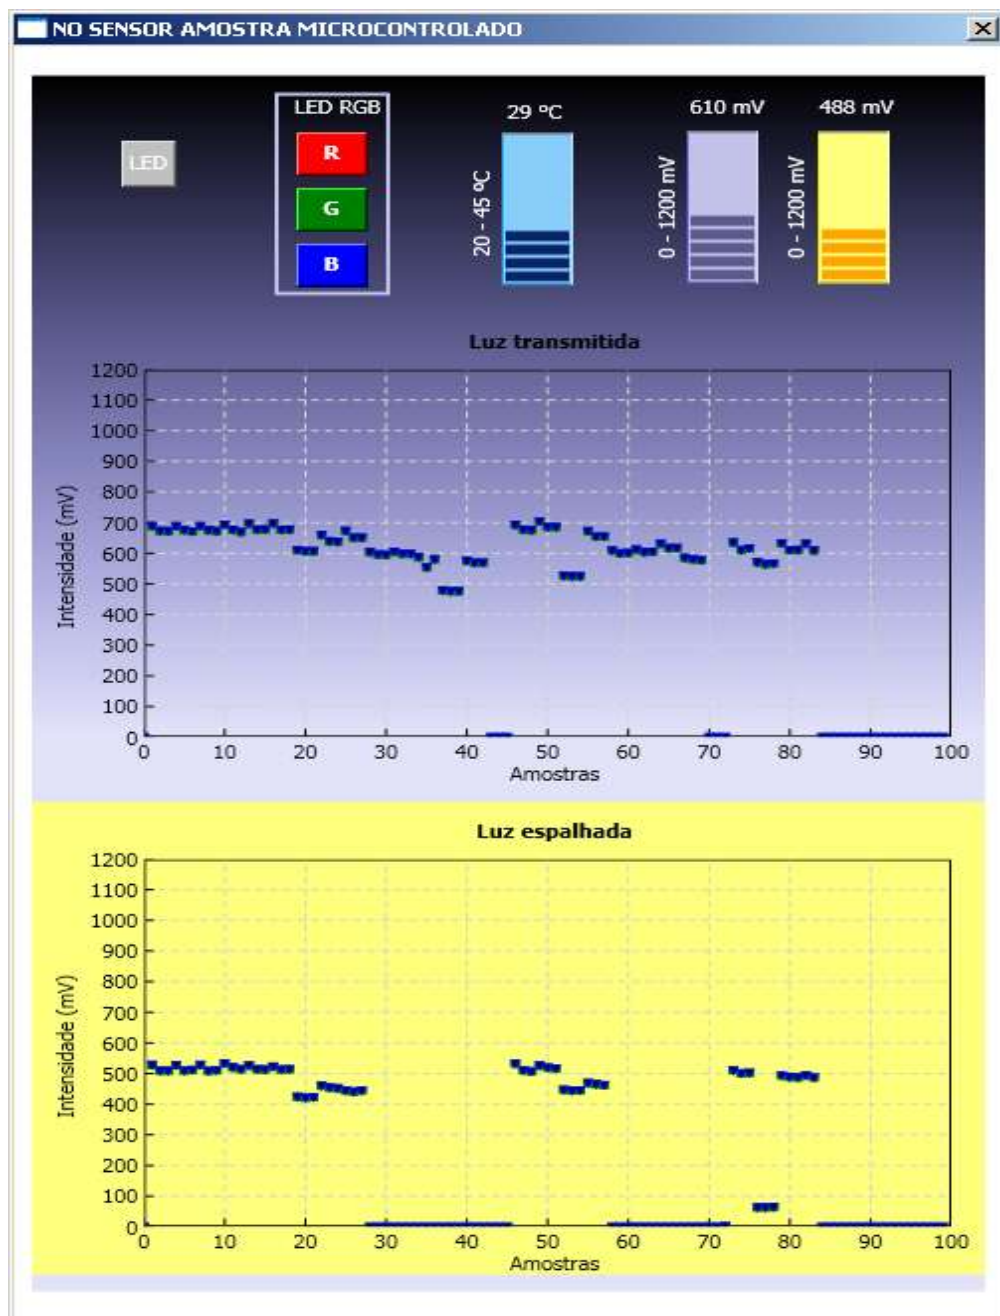 NO SENSOR AMOSTRA MICROCONTROLADO
LED
LED RGB
R
G
B
29 ºC
20 - 45 ºC
610 mV
0 - 1200 mV
488 mV
0 - 1200 mV
Luz transmitida
Intensidade (mV)
1200
1100
1000
900
800
700
600
500
400
300
200
100
0
0 10 20 30 40 50 60 70 80 90 100
Amostras
Luz espalhada
Intensidade (mV)
1200
1100
1000
900
800
700
600
500
400
300
200
100
0
0 10 20 30 40 50 60 70 80 90 100
Amostras